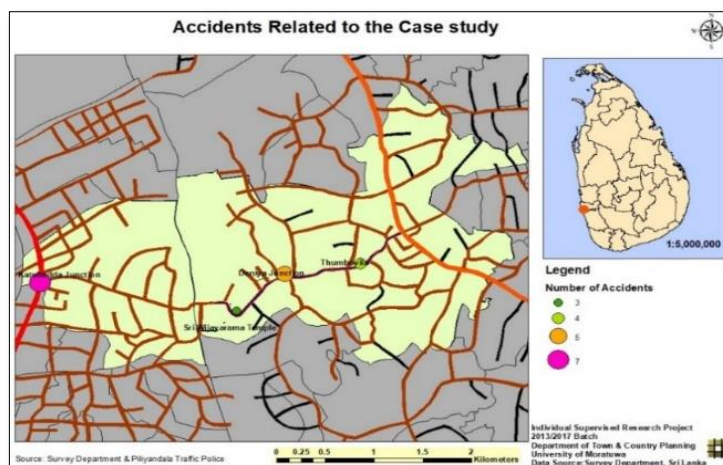 Accidents Related to the Case study
N
Thumbovila
Junction
Sri Wijayarama Temple
1:5,000,000
Legend
Number of Accidents
3
4
5
7
Individual Supervised Research Project
2013/2017 Batch
Department of Town & Country Planning
University of Moratuwa
Data Source: Survey Department, Sri Lanka
Source: Survey Department & Piliyandala Traffic Police
0 0.25 0.5 1 1.5 2
Kilometers